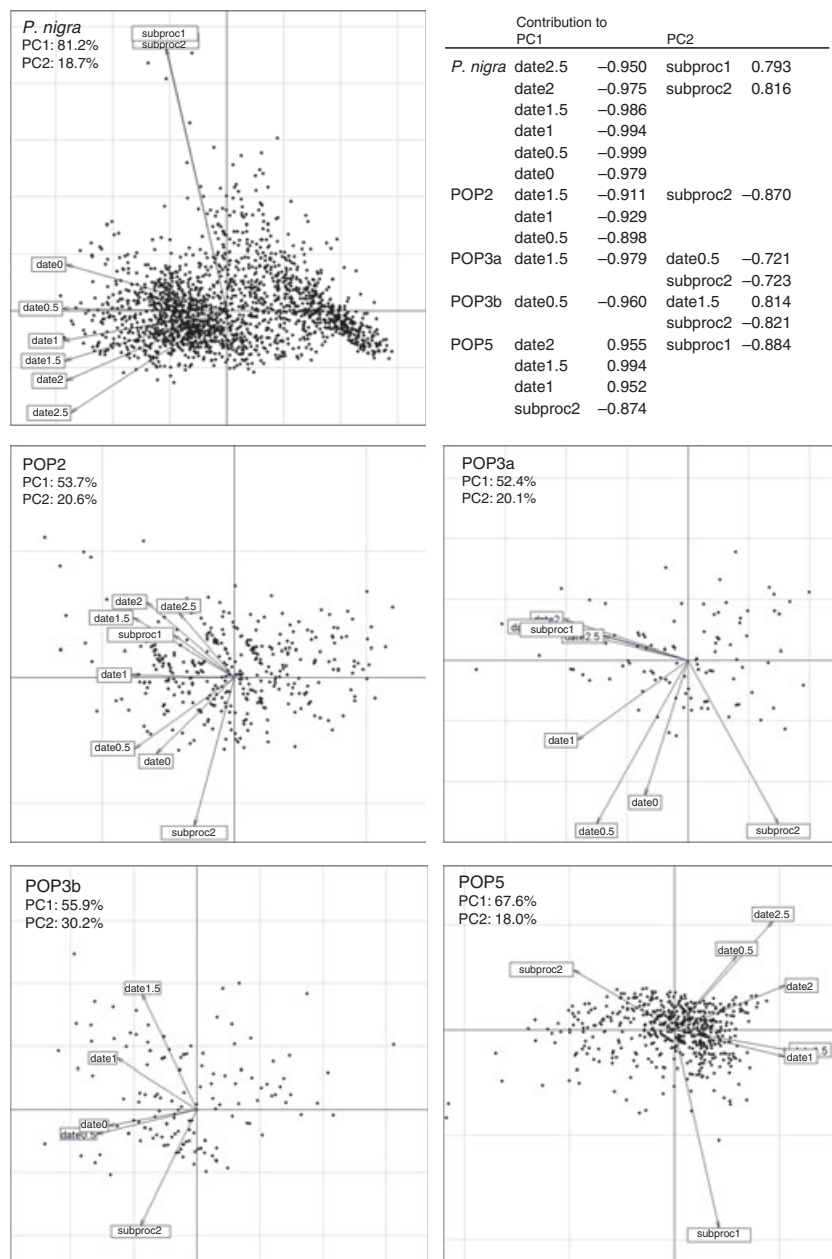 P. nigra
PC1: 81.2%
PC2: 18.7%
subproc1
subproc2
date0
date0.5
date1
date1.5
date2
date2.5
Contribution to
PC1 PC2
P. nigra date2.5 −0.950 subproc1 0.793
date2 −0.975 subproc2 0.816
date1.5 −0.986
date1 −0.994
date0.5 −0.999
date0 −0.979
POP2 date1.5 −0.911 subproc2 −0.870
date1 −0.929
date0.5 −0.898
POP3a date1.5 −0.979 date0.5 −0.721
subproc2 −0.723
POP3b date0.5 −0.960 date1.5 0.814
subproc2 −0.821
POP5 date2 0.955 subproc1 −0.884
date1.5 0.994
date1 0.952
subproc2 −0.874
POP2
PC1: 53.7%
PC2: 20.6%
date2
date2.5
date1.5
subproc1
date1
date0.5
date0
subproc2
POP3a
PC1: 52.4%
PC2: 20.1%
date2
subproc1
date2.5
date1
date0
date0.5
subproc2
POP3b
PC1: 55.9%
PC2: 30.2%
date1.5
date1
date0
date0.5
subproc2
POP5
PC1: 67.6%
PC2: 18.0%
date2.5
date0.5
subproc2
date2
date1
subproc1